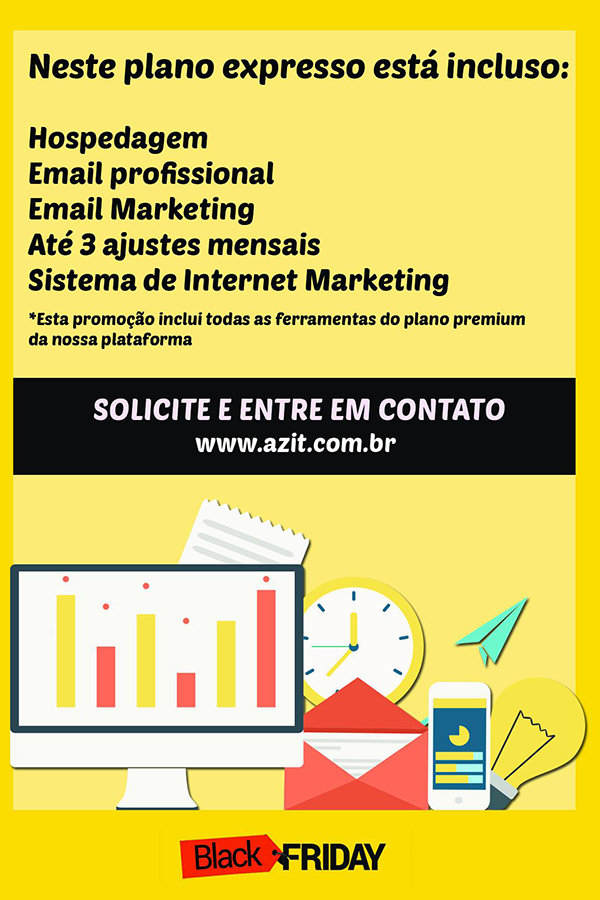 Neste plano expresso está incluso:
Hospedagem
Email profissional
Email Marketing
Até 3 ajustes mensais
Sistema de Internet Marketing
*Esta promoção inclui todas as ferramentas do plano premium
da nossa plataforma
SOLICITE E ENTRE EM CONTATO
www.azit.com.br
Black FRIDAY